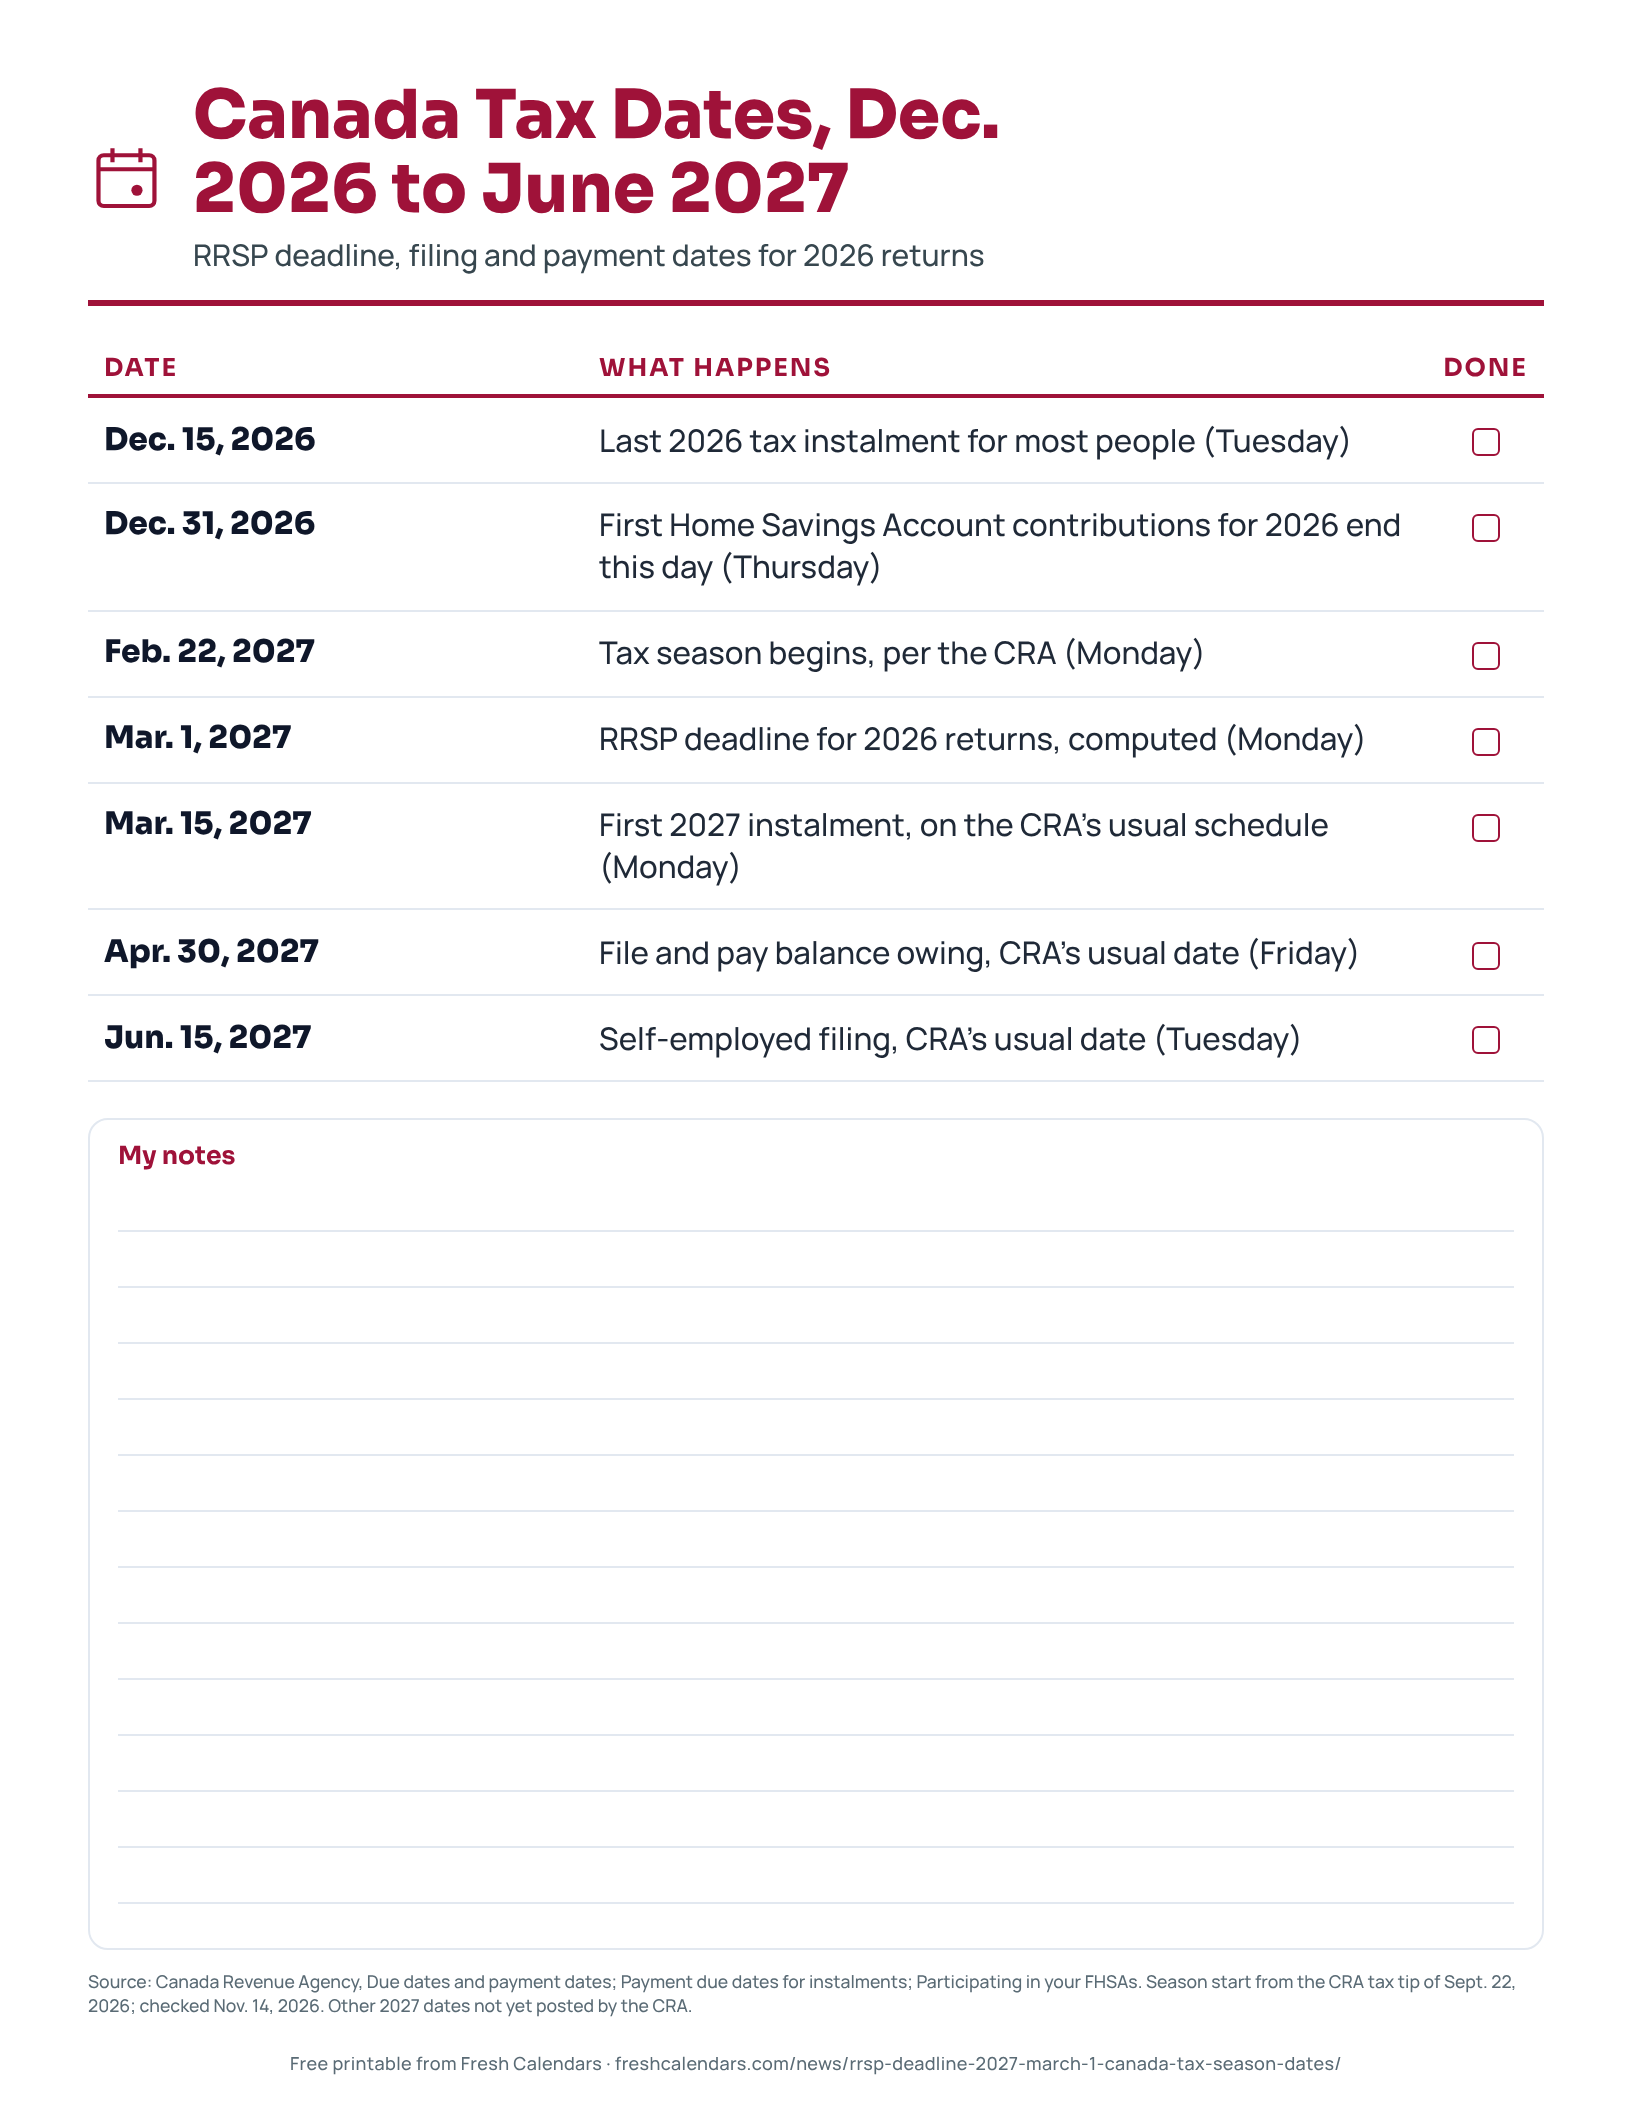 Canada Tax Dates, Dec.
2026 to June 2027
RRSP deadline, filing and payment dates for 2026 returns
DATE WHAT HAPPENS DONE
Dec. 15, 2026 Last 2026 tax instalment for most people (Tuesday)
Dec. 31, 2026 First Home Savings Account contributions for 2026 end
this day (Thursday)
Feb. 22, 2027 Tax season begins, per the CRA (Monday)
Mar. 1, 2027 RRSP deadline for 2026 returns, computed (Monday)
Mar. 15, 2027 First 2027 instalment, on the CRA’s usual schedule
(Monday)
Apr. 30, 2027 File and pay balance owing, CRA’s usual date (Friday)
Jun. 15, 2027 Self-employed filing, CRA’s usual date (Tuesday)
My notes
Source: Canada Revenue Agency, Due dates and payment dates; Payment due dates for instalments; Participating in your FHSAs. Season start from the CRA tax tip of Sept. 22,
2026; checked Nov. 14, 2026. Other 2027 dates not yet posted by the CRA.
Free printable from Fresh Calendars · freshcalendars.com/news/rrsp-deadline-2027-march-1-canada-tax-season-dates/